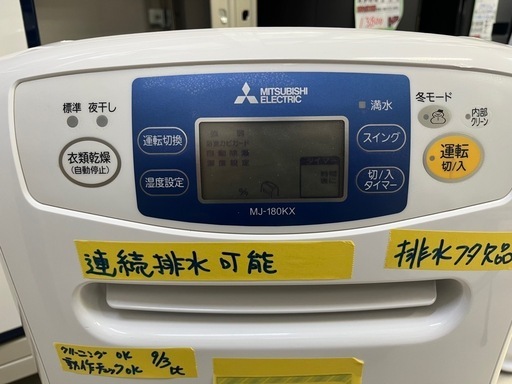 MITSUBISHI
ELECTRIC
標準 夜干し
満水
冬モード
内部
クリーン
衣類乾燥
(自動停止)
運転切換
湿度設定
スイング
切/入
タイマー
運転
切/入
MJ-180KX
連続排水可能
排水フタ欠品
クリーニング OK
動作チェックOK
9/3